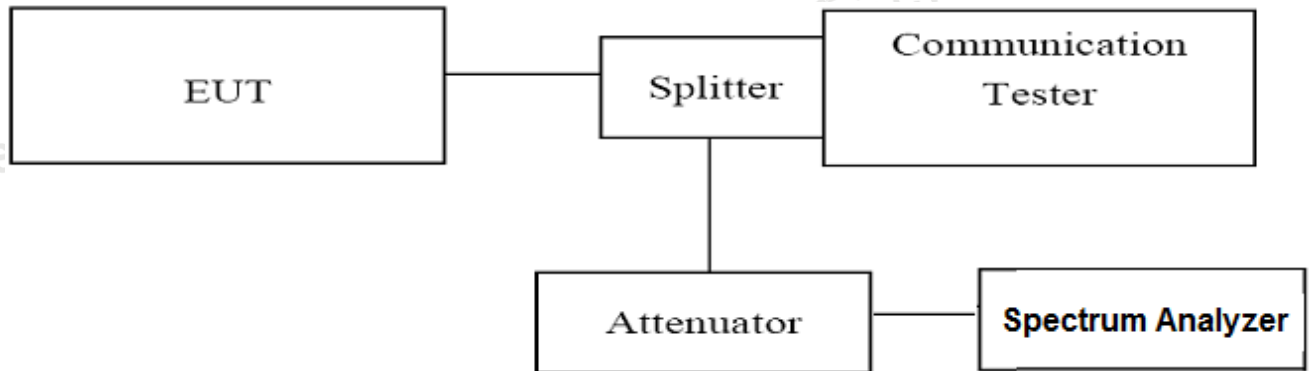 EUT
Splitter
Communication
Tester
Attenuator
Spectrum Analyzer